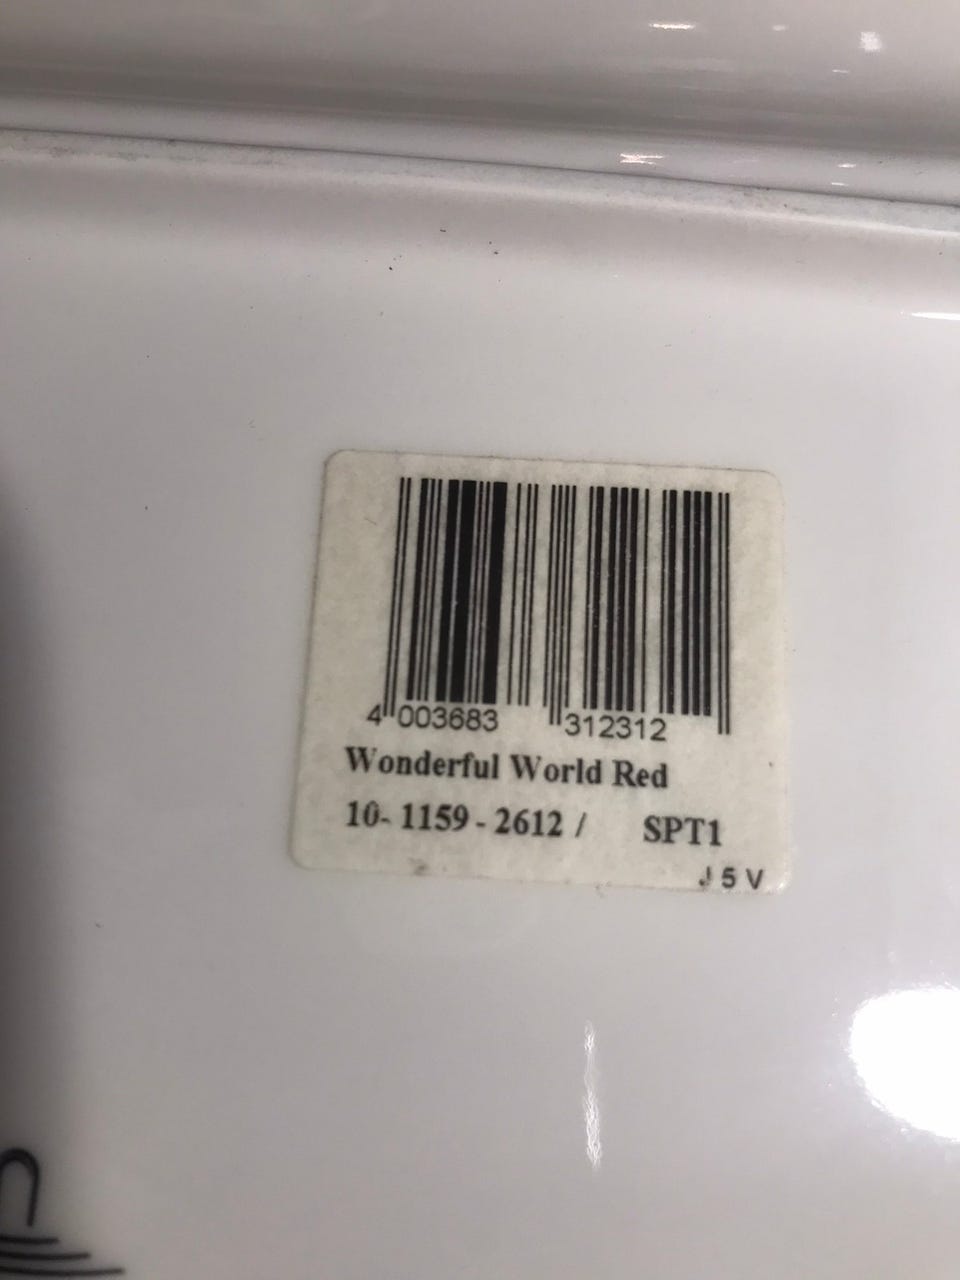 4 003683 312312
Wonderful World Red
10- 1159 - 2612 / SPT1
J 5 V